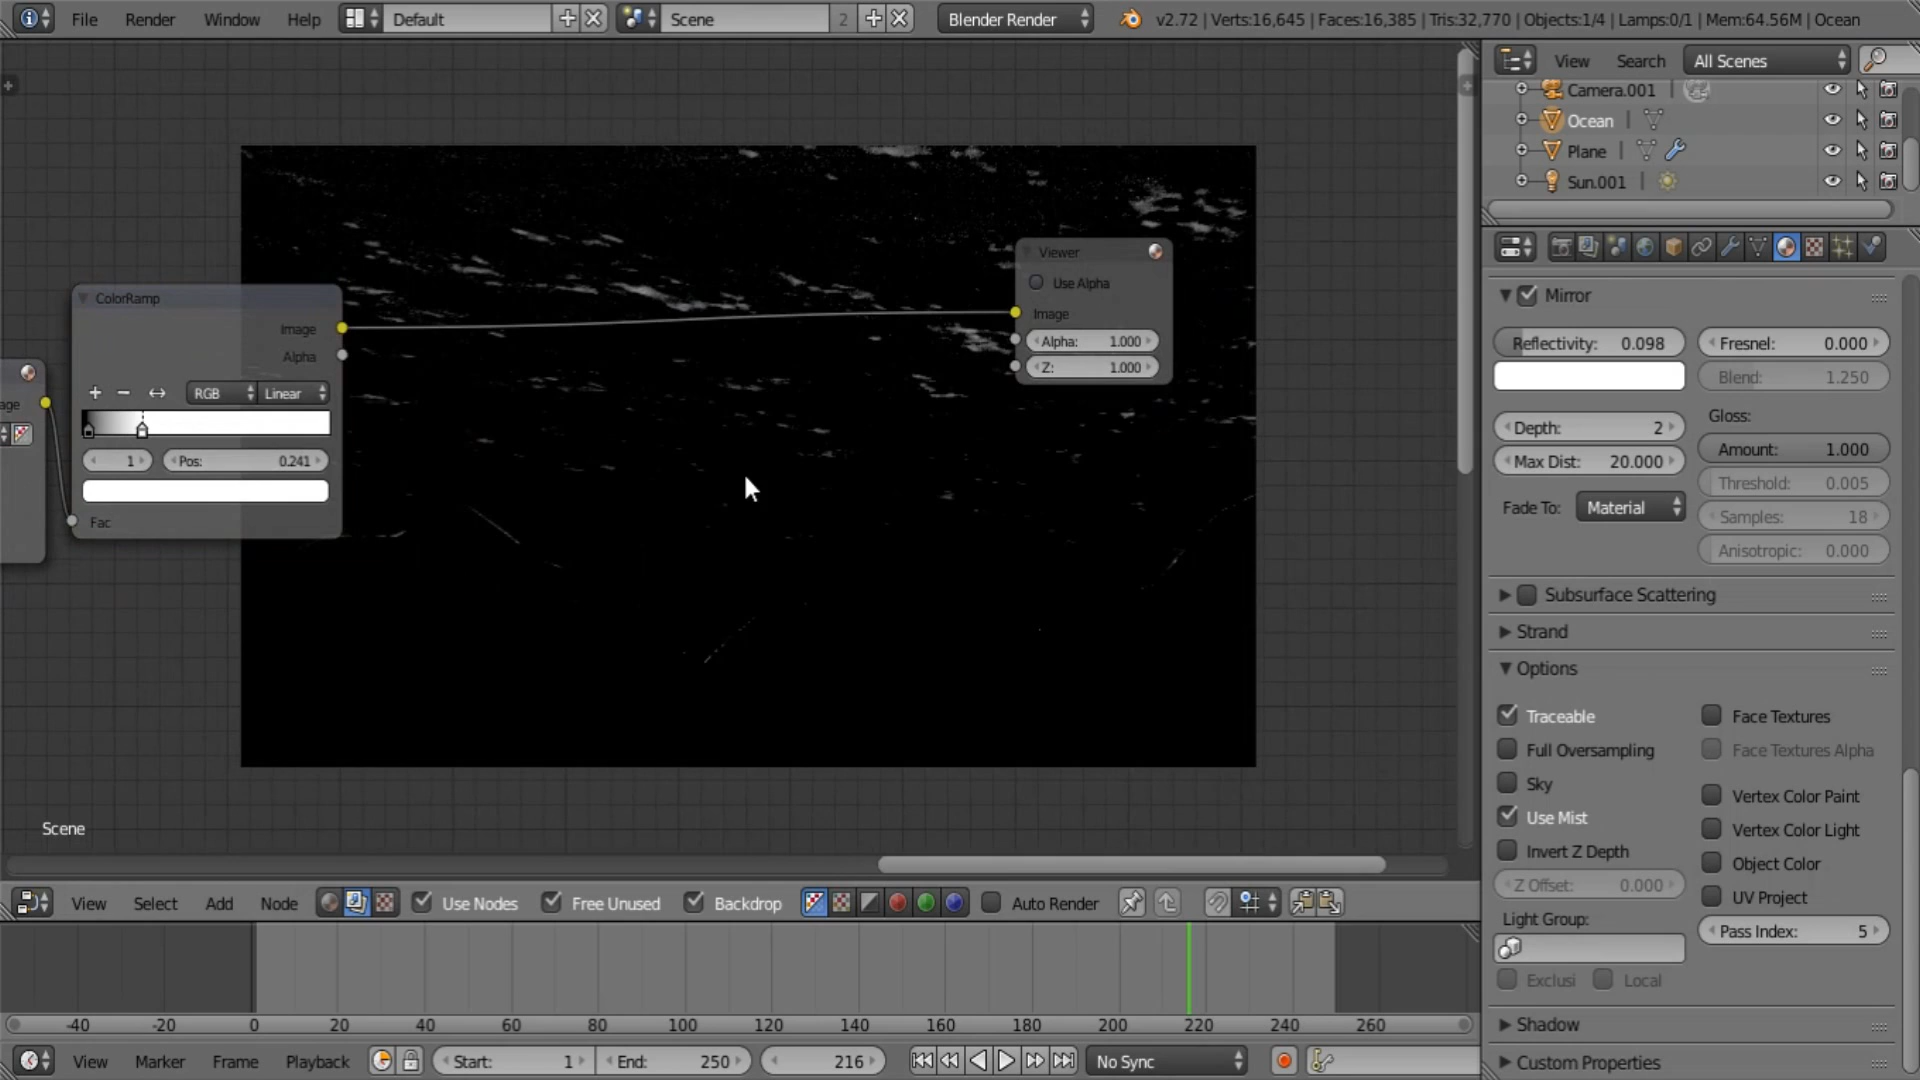 File Render Window Help Default Scene 2 Blender Render v2.72 | Verts:16,645 | Faces:16,385 | Tris:32,770 | Objects:1/4 | Lamps:0/1 | Mem:64.56M | Ocean
View Search All Scenes
Camera.001
Ocean
Plane
Sun.001
ColorRamp
Image
Alpha
RGB Linear
1 Pos: 0.241
Fac
age
Viewer
Use Alpha
Image
Alpha: 1.000
Z: 1.000
Scene
Mirror
Reflectivity: 0.098 Fresnel: 0.000
Blend: 1.250
Gloss:
Depth: 2
Amount: 1.000
Max Dist: 20.000
Threshold: 0.005
Fade To: Material
Samples: 18
Anisotropic: 0.000
Subsurface Scattering
Strand
Options
Traceable Face Textures
Full Oversampling Face Textures Alpha
Sky
Vertex Color Paint
Use Mist
Vertex Color Light
Invert Z Depth
Object Color
Z Offset: 0.000
UV Project
Light Group:
Pass Index: 5
Exclusi Local
Shadow
Custom Properties
View Select Add Node Use Nodes Free Unused Backdrop Auto Render
-40 -20 0 20 40 60 80 100 120 140 160 180 200 220 240 260
View Marker Frame Playback Start: 1 End: 250 216 No Sync